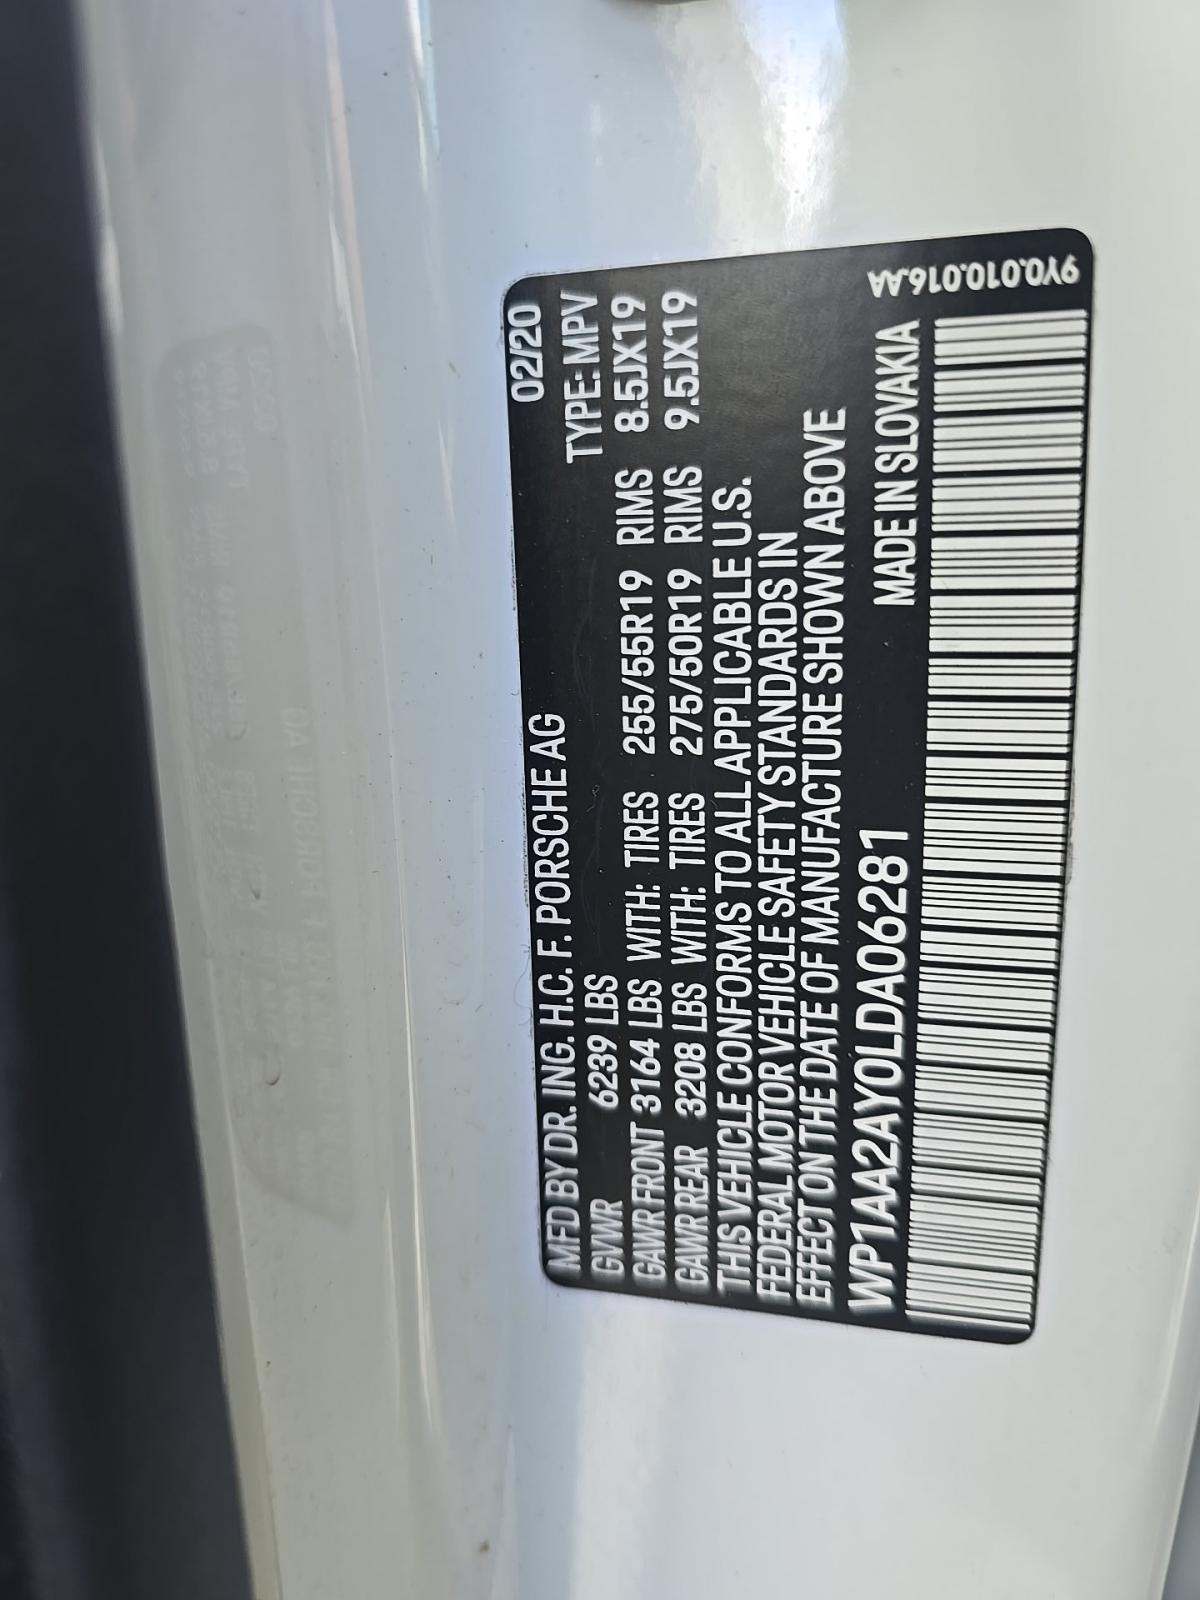 MFD BY DR. ING. H.C. F. PORSCHE AG 02/20
GVWR 6239 LBS TYPE: MPV
GAWR FRONT 3164 LBS WITH: TIRES 255/55R19 RIMS 8.5JX19
GAWR REAR 3208 LBS WITH: TIRES 275/50R19 RIMS 9.5JX19
THIS VEHICLE CONFORMS TO ALL APPLICABLE U.S.
FEDERAL MOTOR VEHICLE SAFETY STANDARDS IN
EFFECT ON THE DATE OF MANUFACTURE SHOWN ABOVE
WP1AA2AY0LDA06281 MADE IN SLOVAKIA
9Y0.010.016.AA